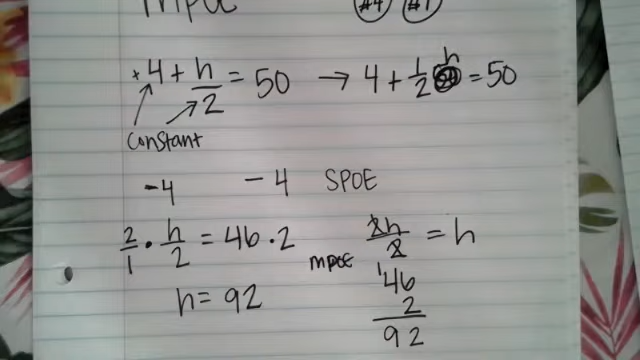 #4 #1
+4 + h/2 = 50 → 4 + 1/2 h = 50
Constant
-4 -4 SPOE
2/1 · h/2 = 46 · 2 2h/2 = h
MPOE
h = 92
1
46
2
92